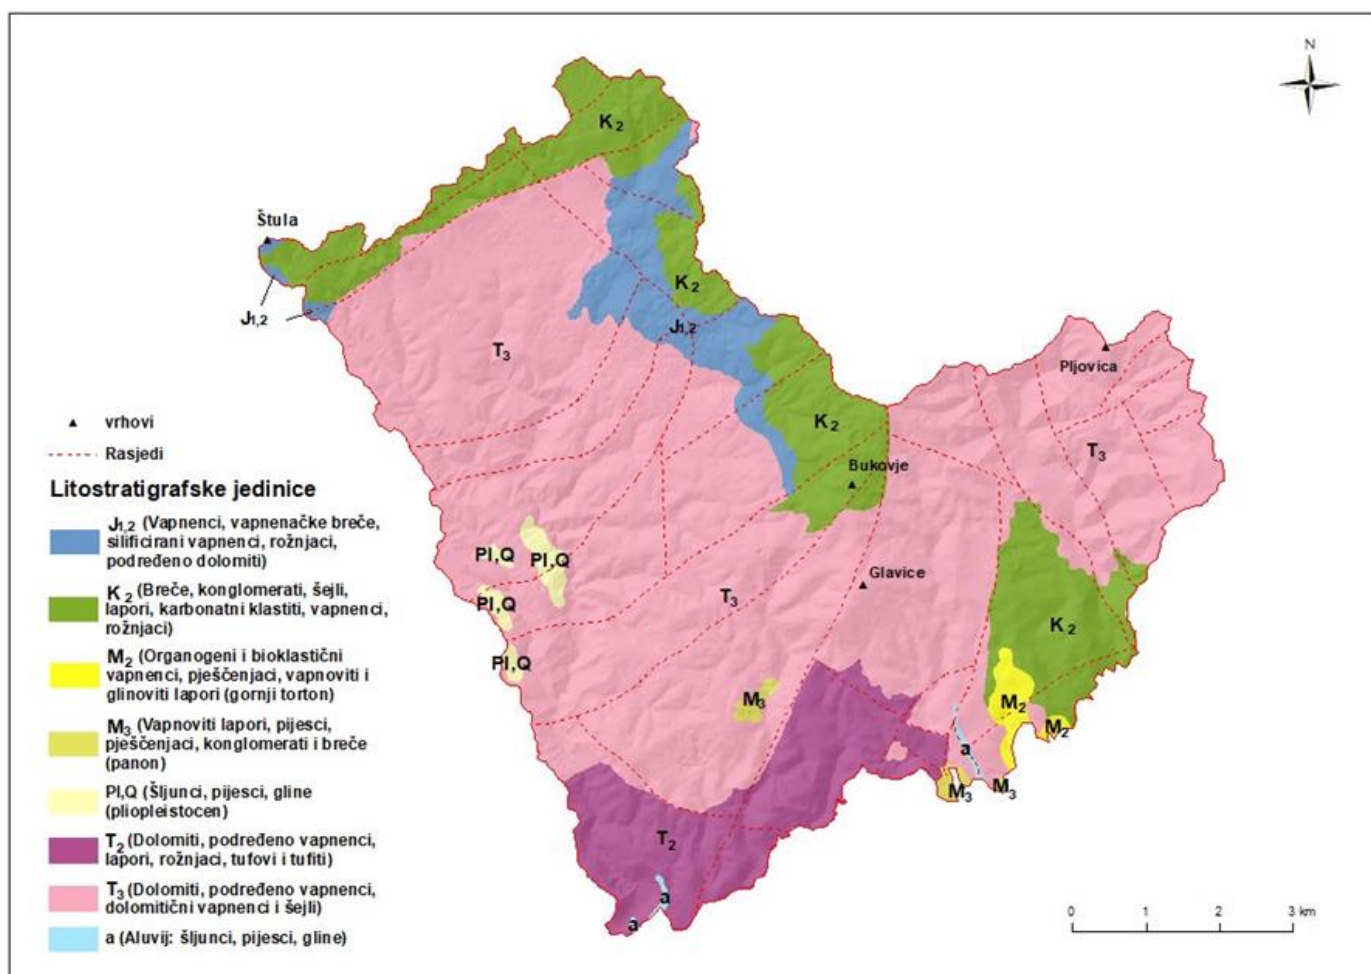 N
K2
Štula
K2
J1,2
J1,2
T3
Pljovica
K2
T3
Bukovje
Pl,Q
Pl,Q
Glavice
Pl,Q
T3
K2
Pl,Q
M3
M2
M2
a
M3
M3
T2
a
a
vrhovi
Rasjedi
Litostratigrafske jedinice
J1,2 (Vapnenci, vapnenačke breče,
silificirani vapnenci, rožnjaci,
podređeno dolomiti)
K2 (Breče, konglomerati, šejli,
lapori, karbonatni klastiti, vapnenci,
rožnjaci)
M2 (Organogeni i bioklastični
vapnenci, pješčenjaci, vapnoviti i
glinoviti lapori (gornji torton)
M3 (Vapnoviti lapori, pijesci,
pješčenjaci, konglomerati i breče
(panon)
Pl,Q (Šljunci, pijesci, gline
(pliopleistocen)
T2 (Dolomiti, podređeno vapnenci,
lapori, rožnjaci, tufovi i tufiti)
T3 (Dolomiti, podređeno vapnenci,
dolomitični vapnenci i šejli)
a (Aluvij: šljunci, pijesci, gline)
0 1 2 3 km